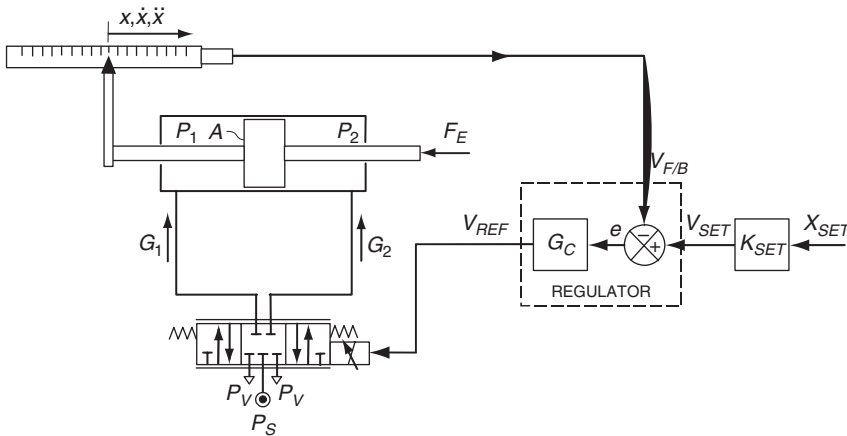 x,ẋ,ẍ
P1 A P2 FE
VF/B
G1 G2
VREF GC e − + VSET KSET XSET
REGULATOR
PV PV
PS